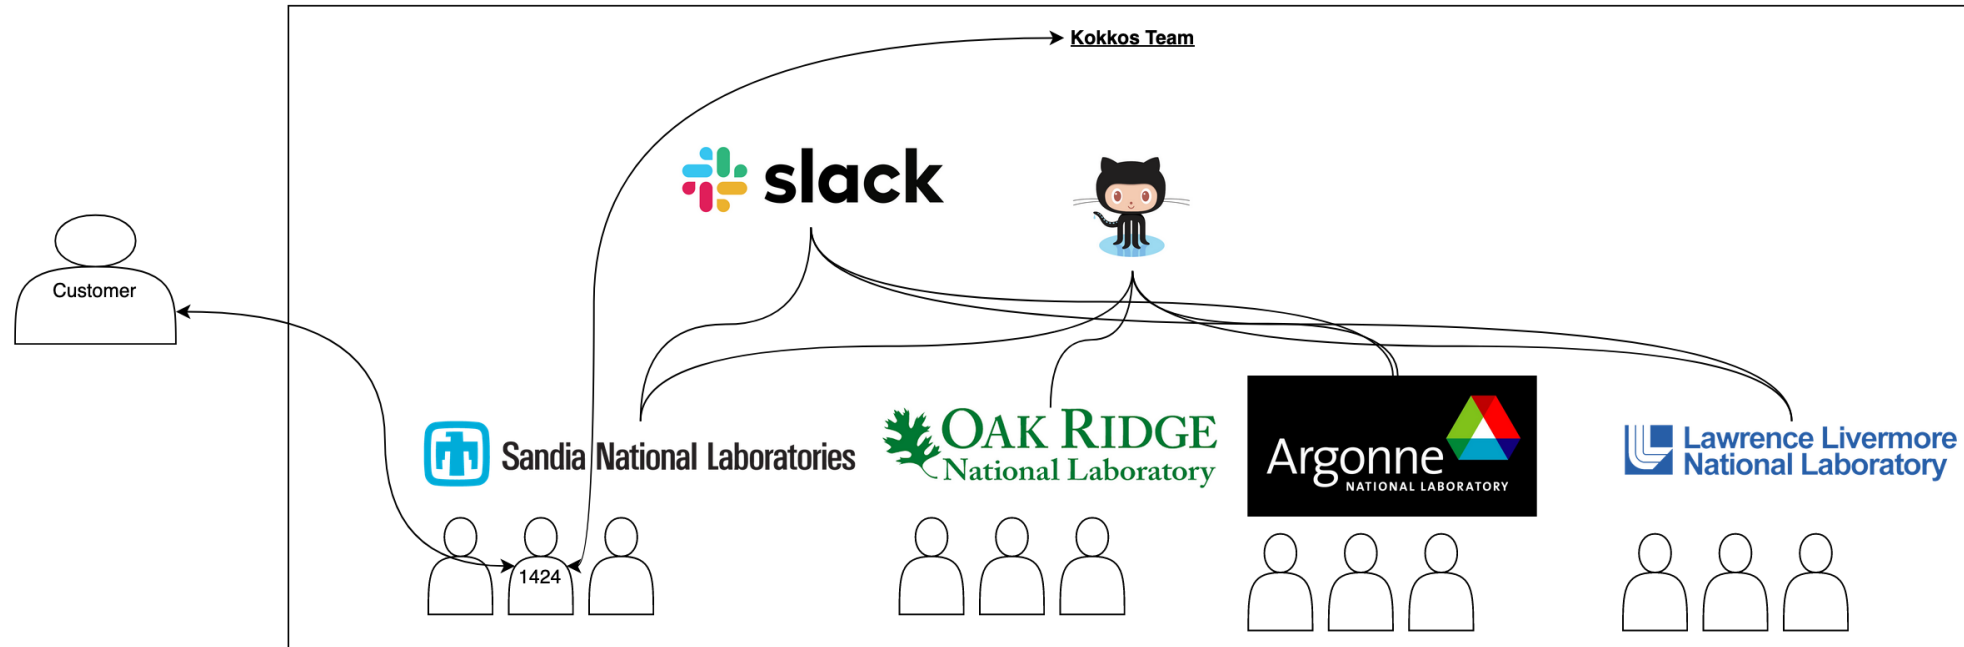 Kokkos Team
slack
Customer
Sandia National Laboratories
OAK RIDGE
National Laboratory
Argonne
NATIONAL LABORATORY
Lawrence Livermore
National Laboratory
1424